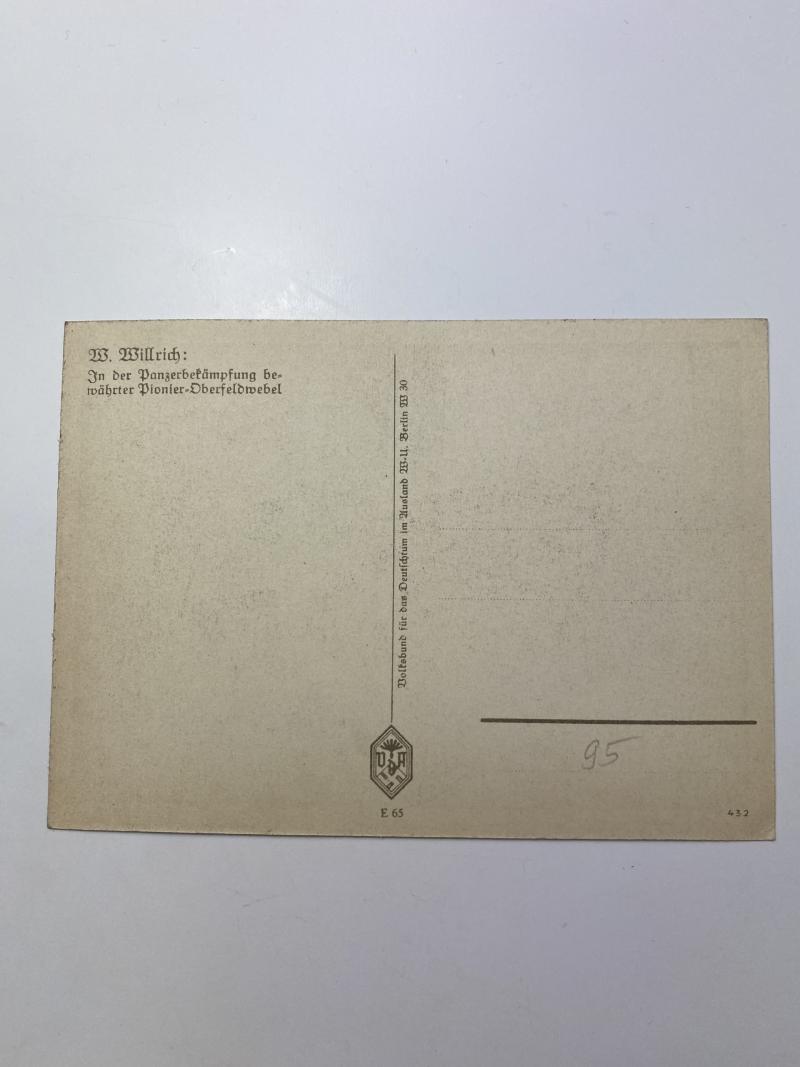 W. Willrich:
In der Panzerbekämpfung be-
währter Pionier-Oberfeldwebel
Volksbund für das Deutschtum im Ausland W-U. Berlin W 30
VDA
E 65
95
432